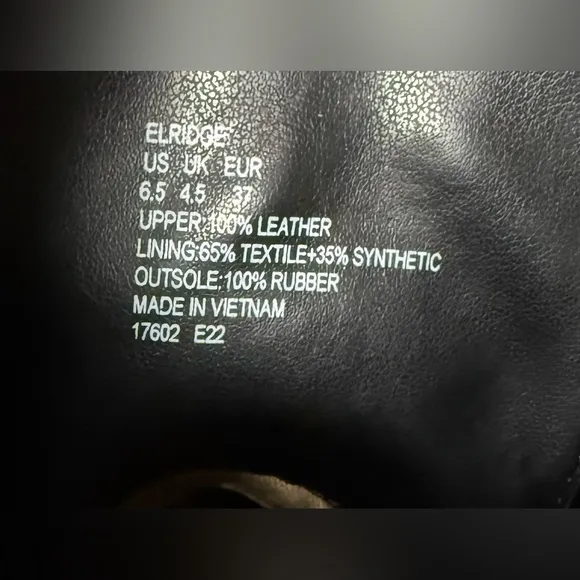 ELRIDGE
US UK EUR
6.5 4.5 37
UPPER:100% LEATHER
LINING:65% TEXTILE+35% SYNTHETIC
OUTSOLE:100% RUBBER
MADE IN VIETNAM
17602 E22